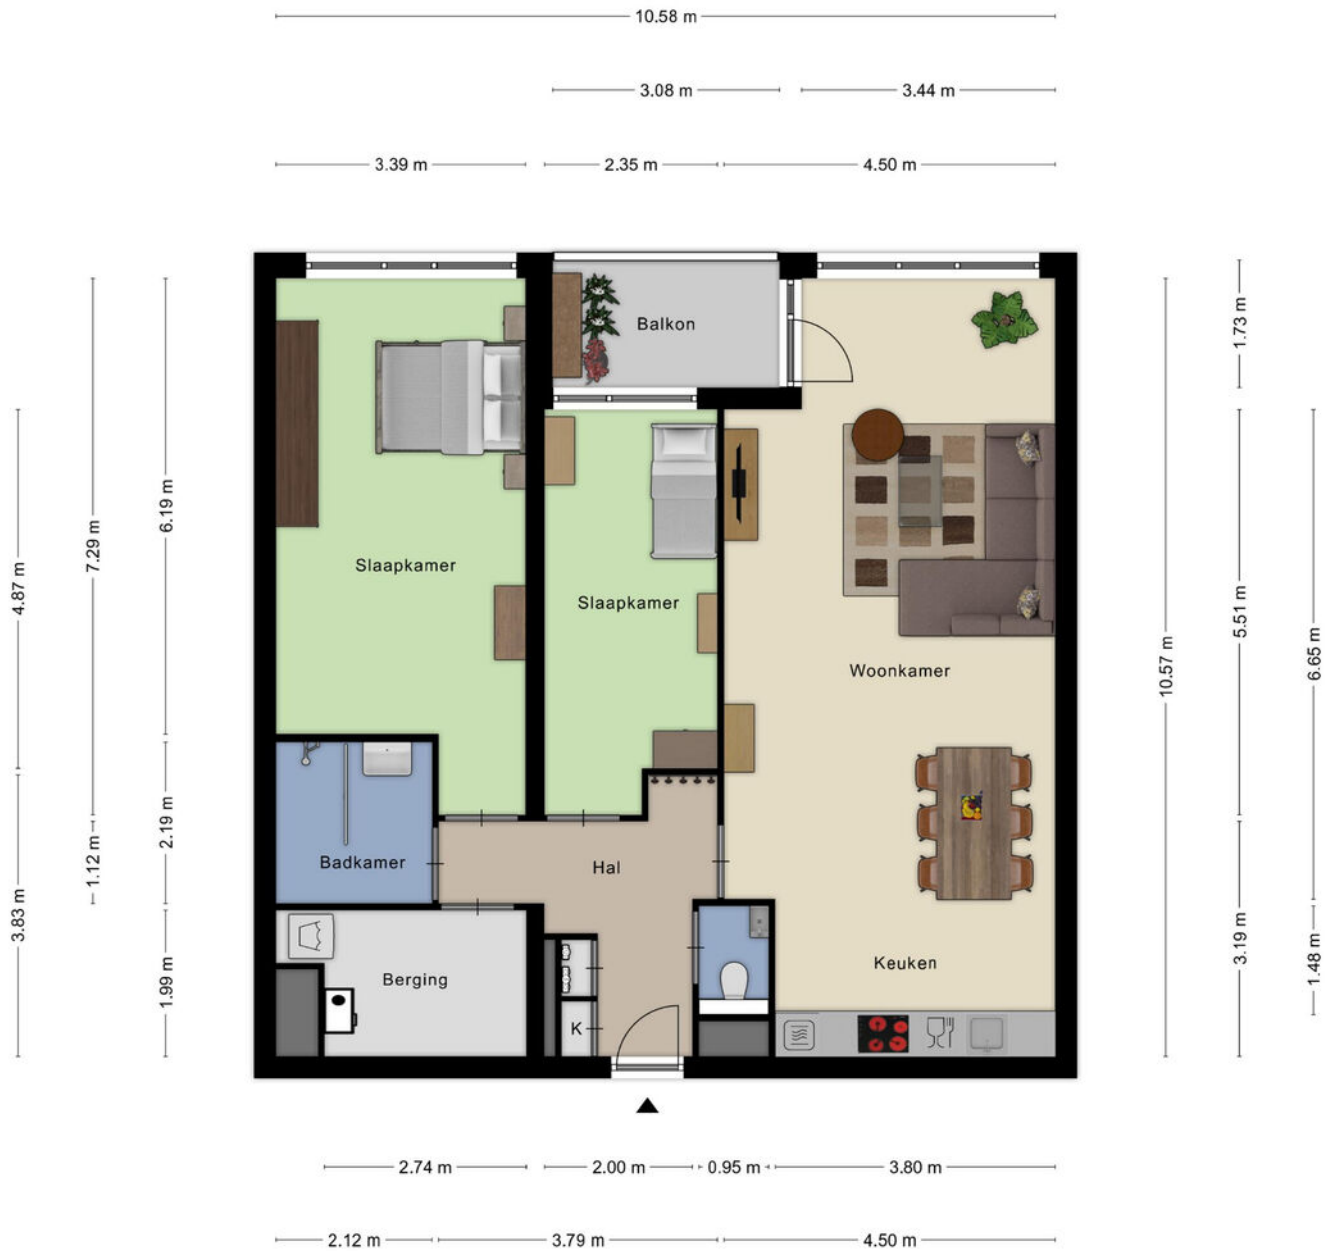 10.58 m
3.08 m
3.44 m
3.39 m
2.35 m
4.50 m
Balkon
1.73 m
6.19 m
7.29 m
4.87 m
Slaapkamer
Slaapkamer
5.51 m
6.65 m
10.57 m
Woonkamer
2.19 m
1.12 m
Badkamer
Hal
3.83 m
1.99 m
Berging
K
Keuken
3.19 m
1.48 m
2.74 m
2.00 m
0.95 m
3.80 m
2.12 m
3.79 m
4.50 m